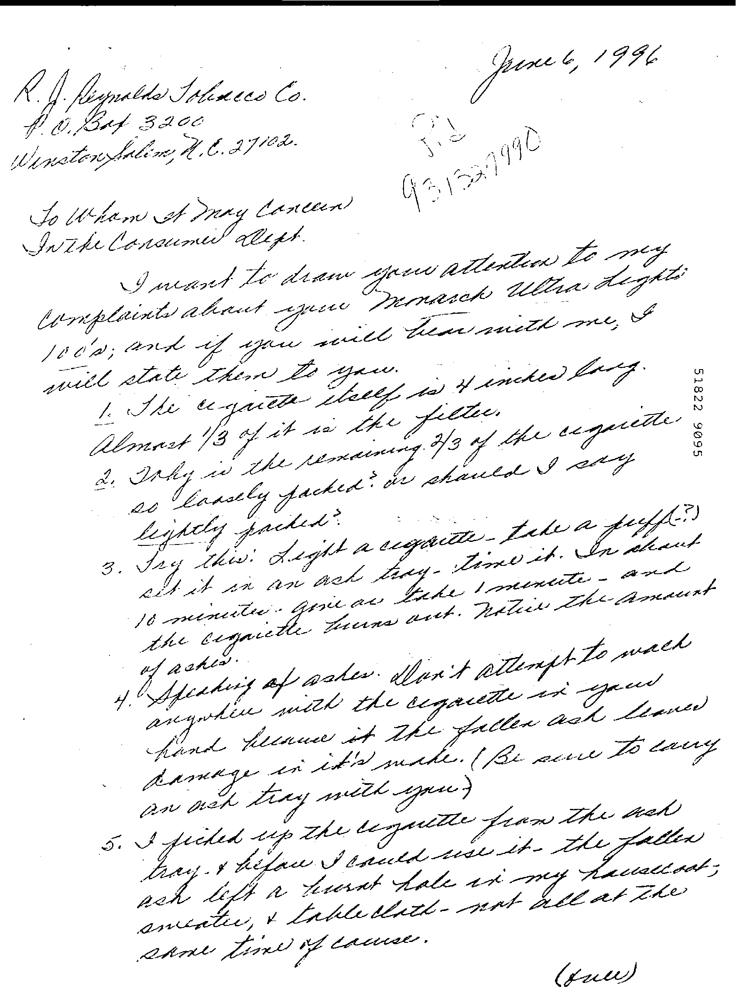 June 6, 1996
R. J. Reynolds Tobacco Co.
P. O. Box 3200
Winston Salem, N. C. 27102.
931327990
To Whom It May Concern
In the Consumer Dept.
I want to draw your attention to my
complaints about your Monarch Ultra Lights
100's; and if you will bear with me, I
will state them to you.
1. The cigarette itself is 4 inches long.
Almost 1/3 of it is the filter.
2. Why is the remaining 2/3 of the cigarette
so loosely packed? or should I say
lightly packed?
3. Try this: Light a cigarette - take a puff(?)
set it in an ash tray - time it. In about
10 minutes - give or take 1 minute - and
the cigarette burns out. Notice the amount
of ashes.
4. Speaking of ashes. Don't attempt to walk
anywhere with the cigarette in your
hand because it the fallen ash leaves
damage in it's wake. (Be sure to carry
an ash tray with you.)
5. I picked up the cigarette from the ash
tray - & before I could use it - the fallen
ash left a burnt hole in my housecoat,
sweater, & table cloth - not all at the
same time of course.
(over)
51822 9095